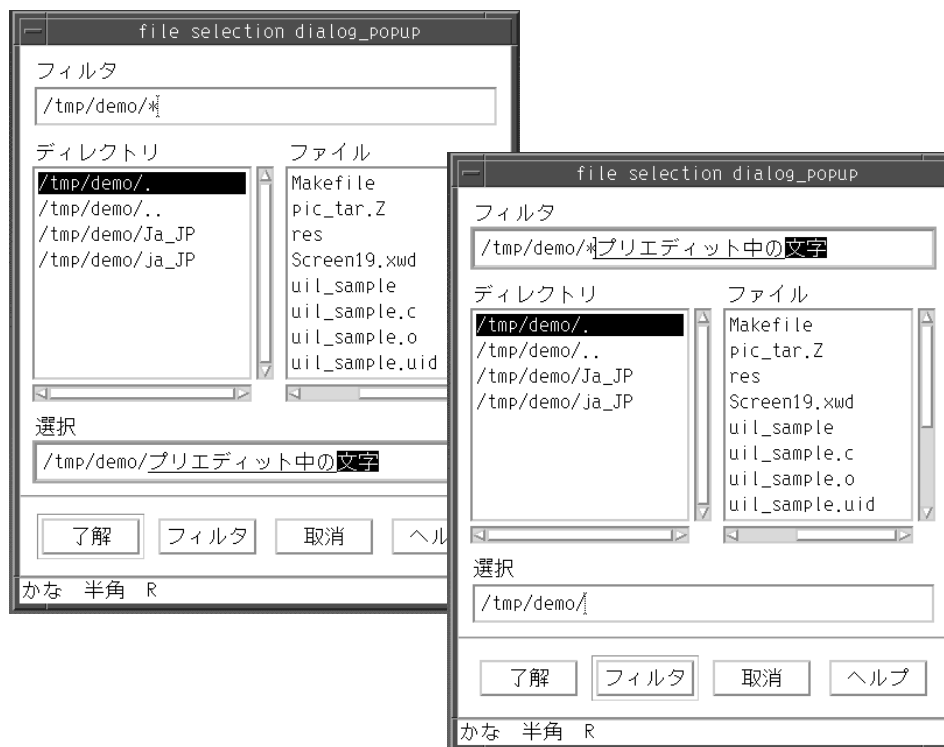 file selection dialog_popup
フィルタ
/tmp/demo/*
ディレクトリ
/tmp/demo/.
/tmp/demo/..
/tmp/demo/Ja_JP
/tmp/demo/ja_JP
ファイル
Makefile
pic_tar.Z
res
Screen19.xwd
uil_sample
uil_sample.c
uil_sample.o
uil_sample.uid
選択
/tmp/demo/プリエディット中の文字
了解 フィルタ 取消 ヘル
かな 半角 R
file selection dialog_popup
フィルタ
/tmp/demo/*プリエディット中の文字
ディレクトリ
/tmp/demo/.
/tmp/demo/..
/tmp/demo/Ja_JP
/tmp/demo/ja_JP
ファイル
Makefile
pic_tar.Z
res
Screen19.xwd
uil_sample
uil_sample.c
uil_sample.o
uil_sample.uid
選択
/tmp/demo/
了解 フィルタ 取消 ヘルプ
かな 半角 R